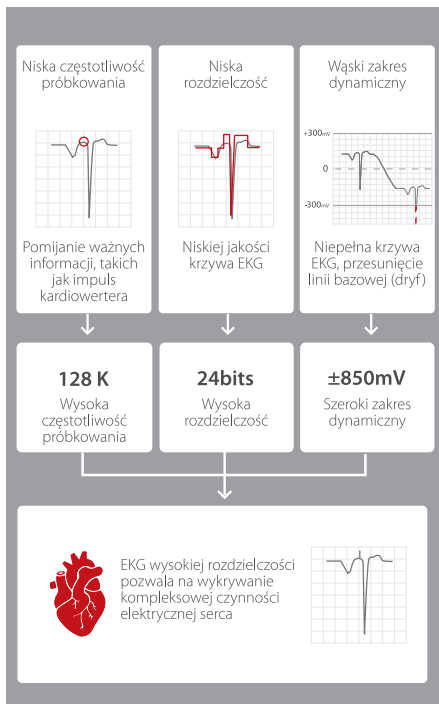 Niska częstotliwość
próbkowania
Pomijanie ważnych
informacji, takich
jak impuls
kardiowertera
Niska
rozdzielczość
Niskiej jakości
krzywa EKG
Wąski zakres
dynamiczny
+300mV
0
-300mV
Niepełna krzywa
EKG, przesunięcie
linii bazowej (dryf)
128 K
Wysoka
częstotliwość
próbkowania
24bits
Wysoka
rozdzielczość
±850mV
Szeroki zakres
dynamiczny
EKG wysokiej rozdzielczości
pozwala na wykrywanie
kompleksowej czynności
elektrycznej serca